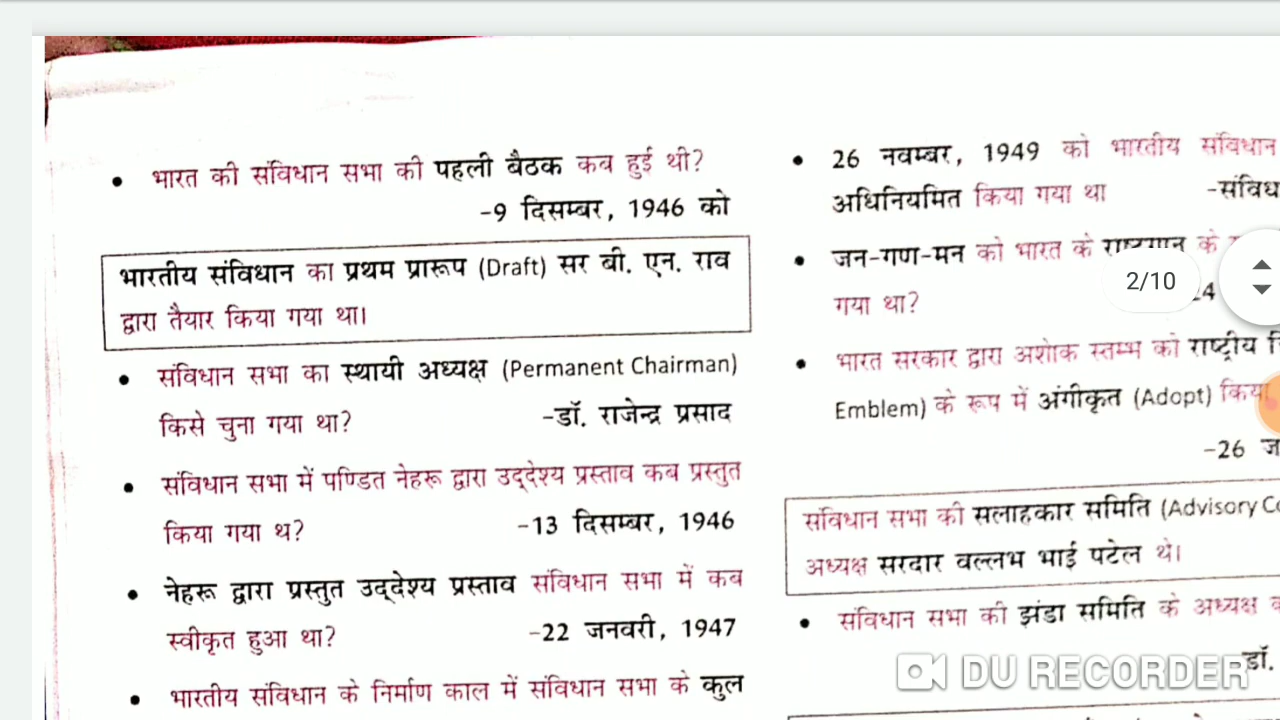 भारत की संविधान सभा की पहली बैठक कब हुई थी?
-9 दिसम्बर, 1946 को
भारतीय संविधान का प्रथम प्रारूप (Draft) सर बी. एन. राव
द्वारा तैयार किया गया था।
संविधान सभा का स्थायी अध्यक्ष (Permanent Chairman)
किसे चुना गया था?
-डॉ. राजेन्द्र प्रसाद
संविधान सभा में पण्डित नेहरू द्वारा उद्देश्य प्रस्ताव कब प्रस्तुत
किया गया थ?
-13 दिसम्बर, 1946
नेहरू द्वारा प्रस्तुत उद्देश्य प्रस्ताव संविधान सभा में कब
स्वीकृत हुआ था?
-22 जनवरी, 1947
भारतीय संविधान के निर्माण काल में संविधान सभा के कुल
26 नवम्बर, 1949 को भारतीय संविधान
अधिनियमित किया गया था
-संविध
जन-गण-मन को भारत के राष्ट्रगान के
गया था?
24
2/10
भारत सरकार द्वारा अशोक स्तम्भ को राष्ट्रीय
Emblem) के रूप में अंगीकृत (Adopt) किया
-26 ज
संविधान सभा की सलाहकार समिति (Advisory Co
अध्यक्ष सरदार वल्लभ भाई पटेल थे।
संविधान सभा की झंडा समिति के अध्यक्ष
डॉ.
DU RECORDER